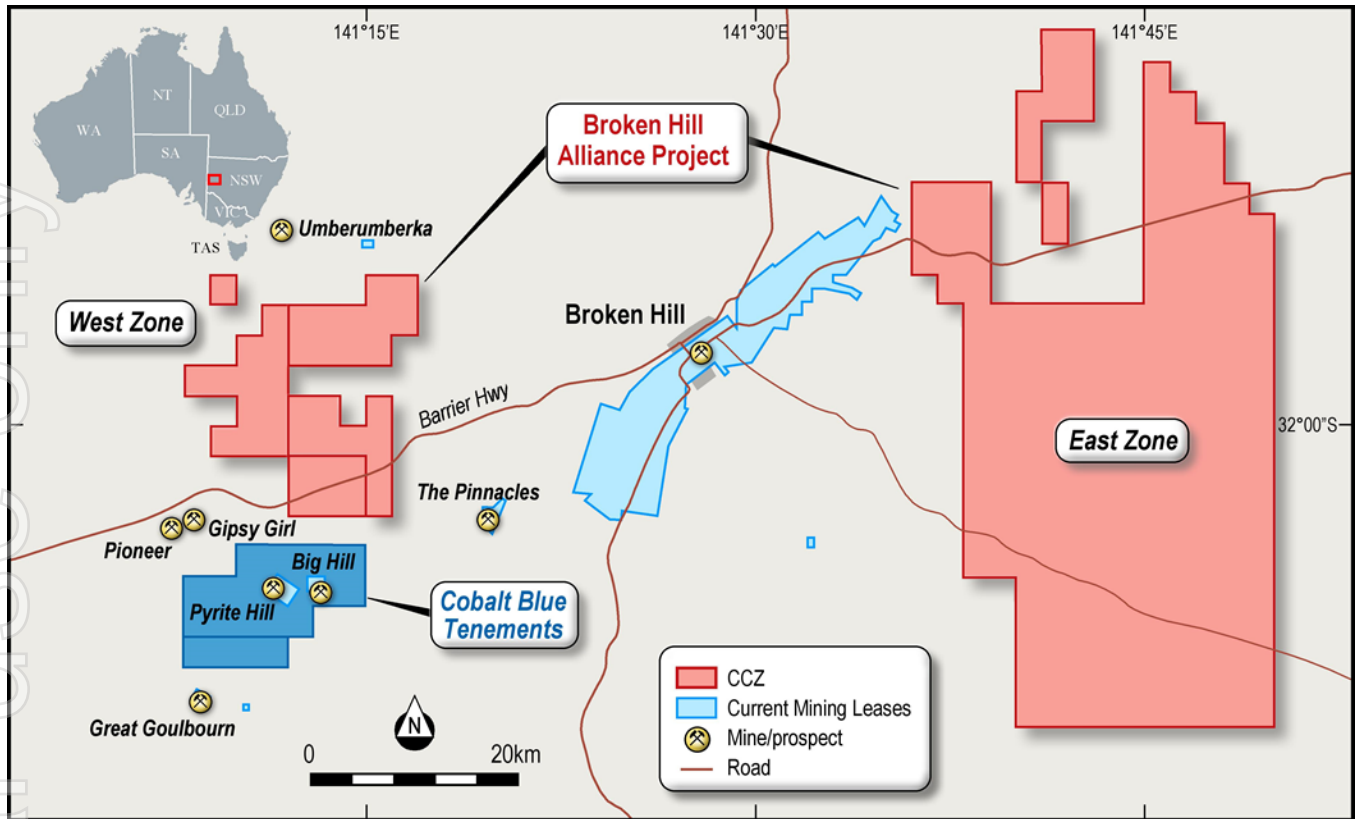 141°15'E
141°30'E
141°45'E
NT
QLD
WA
SA
NSW
VIC
TAS
Broken Hill
Alliance Project
Umberumberka
West Zone
Broken Hill
Barrier Hwy
32°00"S
East Zone
The Pinnacles
Gipsy Girl
Pioneer
Big Hill
Pyrite Hill
Cobalt Blue
Tenements
Great Goulbourn
N
0 20km
CCZ
Current Mining Leases
Mine/prospect
Road